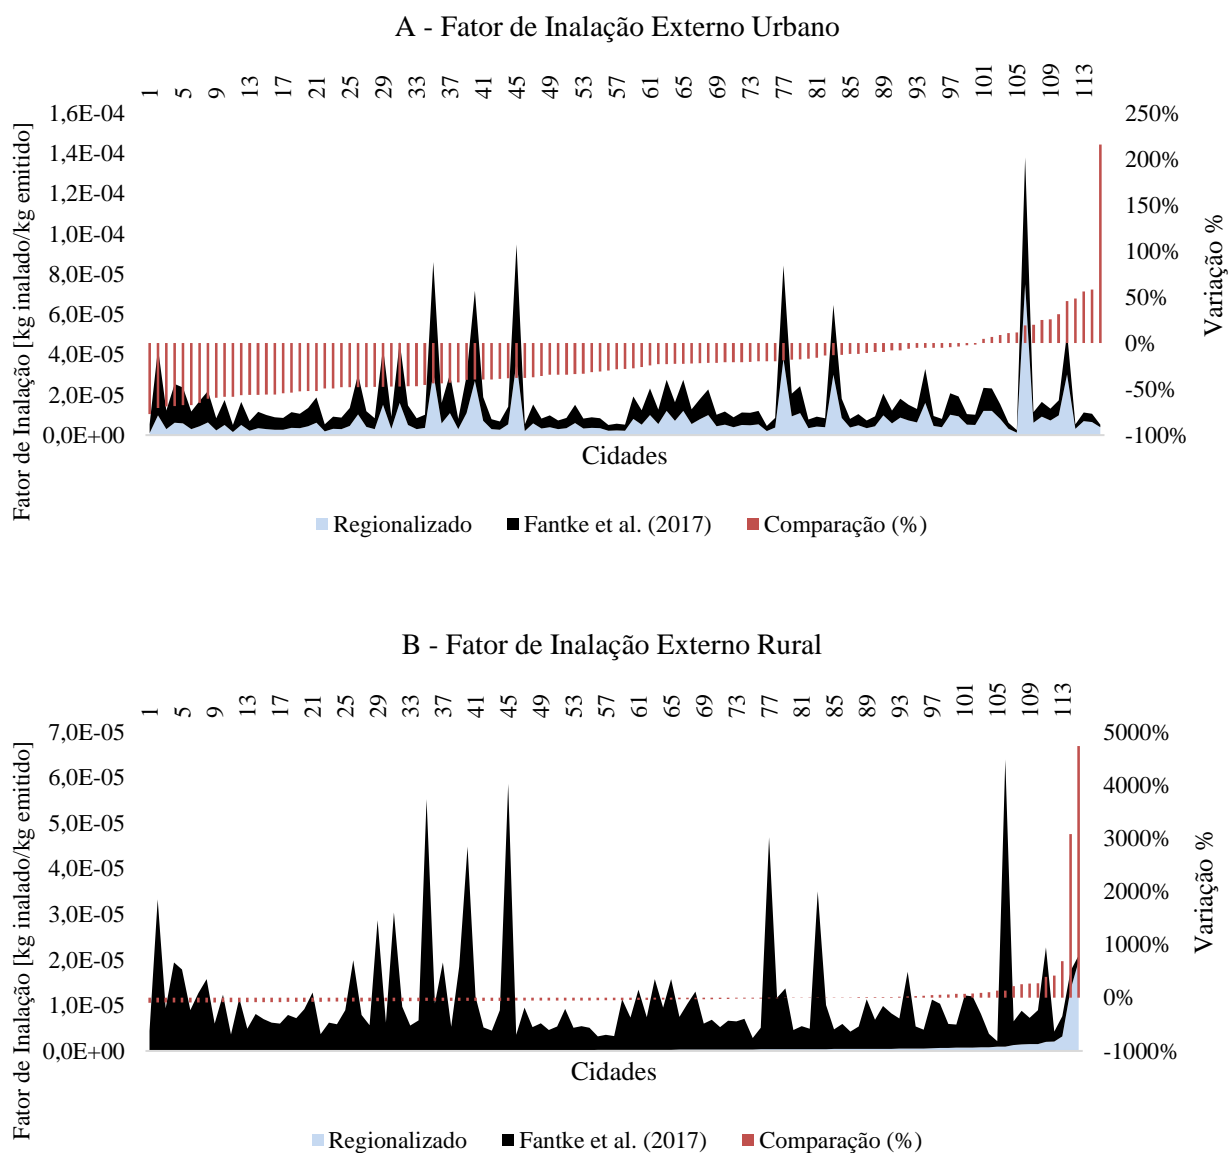 A - Fator de Inalação Externo Urbano
1 5 9 13 17 21 25 29 33 37 41 45 49 53 57 61 65 69 73 77 81 85 89 93 97 101 105 109 113
Fator de Inalação [kg inalado/kg emitido]
1,6E-04
1,4E-04
1,2E-04
1,0E-04
8,0E-05
6,0E-05
4,0E-05
2,0E-05
0,0E+00
250%
200%
150%
100%
50%
0%
-50%
-100%
Variação %
Cidades
Regionalizado Fantke et al. (2017) Comparação (%)
B - Fator de Inalação Externo Rural
1 5 9 13 17 21 25 29 33 37 41 45 49 53 57 61 65 69 73 77 81 85 89 93 97 101 105 109 113
Fator de Inalação [kg inalado/kg emitido]
7,0E-05
6,0E-05
5,0E-05
4,0E-05
3,0E-05
2,0E-05
1,0E-05
0,0E+00
5000%
4000%
3000%
2000%
1000%
0%
-1000%
Variação %
Cidades
Regionalizado Fantke et al. (2017) Comparação (%)